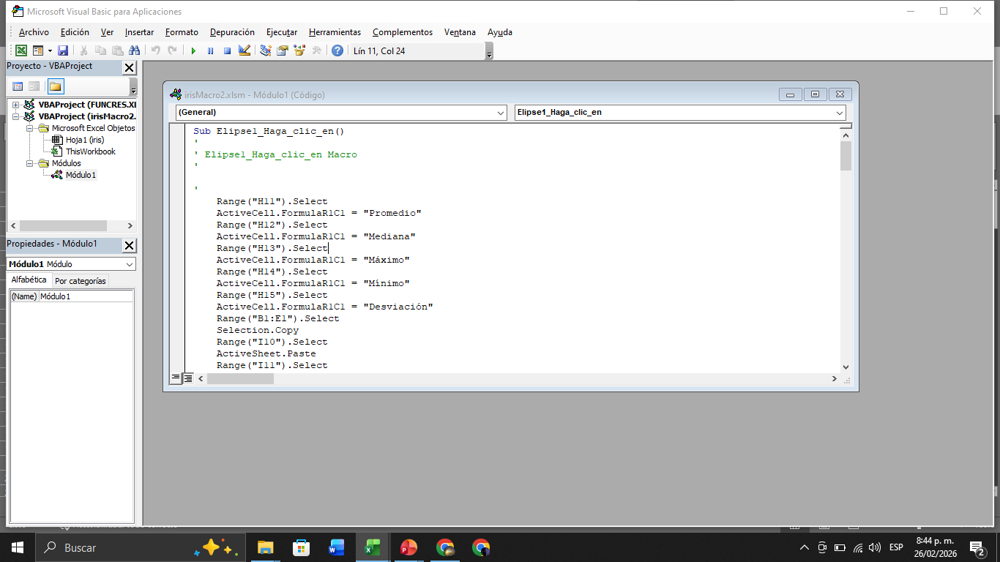 Microsoft Visual Basic para Aplicaciones
Archivo Edición Ver Insertar Formato Depuración Ejecutar Herramientas Complementos Ventana Ayuda
Lín 11, Col 24
Proyecto - VBAProject
VBAProject (FUNCRES.XL
VBAProject (irisMacro2.
Microsoft Excel Objetos
Hoja1 (iris)
ThisWorkbook
Módulos
Módulo1
Propiedades - Módulo1
Módulo1 Módulo
Alfabética Por categorías
(Name) Módulo1
irisMacro2.xlsm - Módulo1 (Código)
(General) Elipse1_Haga_clic_en
Sub Elipse1_Haga_clic_en()
'
' Elipse1_Haga_clic_en Macro
'
'
Range("H11").Select
ActiveCell.FormulaR1C1 = "Promedio"
Range("H12").Select
ActiveCell.FormulaR1C1 = "Mediana"
Range("H13").Select
ActiveCell.FormulaR1C1 = "Máximo"
Range("H14").Select
ActiveCell.FormulaR1C1 = "Mínimo"
Range("H15").Select
ActiveCell.FormulaR1C1 = "Desviación"
Range("B1:E1").Select
Selection.Copy
Range("I10").Select
ActiveSheet.Paste
Range("I11").Select
Buscar
ESP
8:44 p. m.
26/02/2026
2